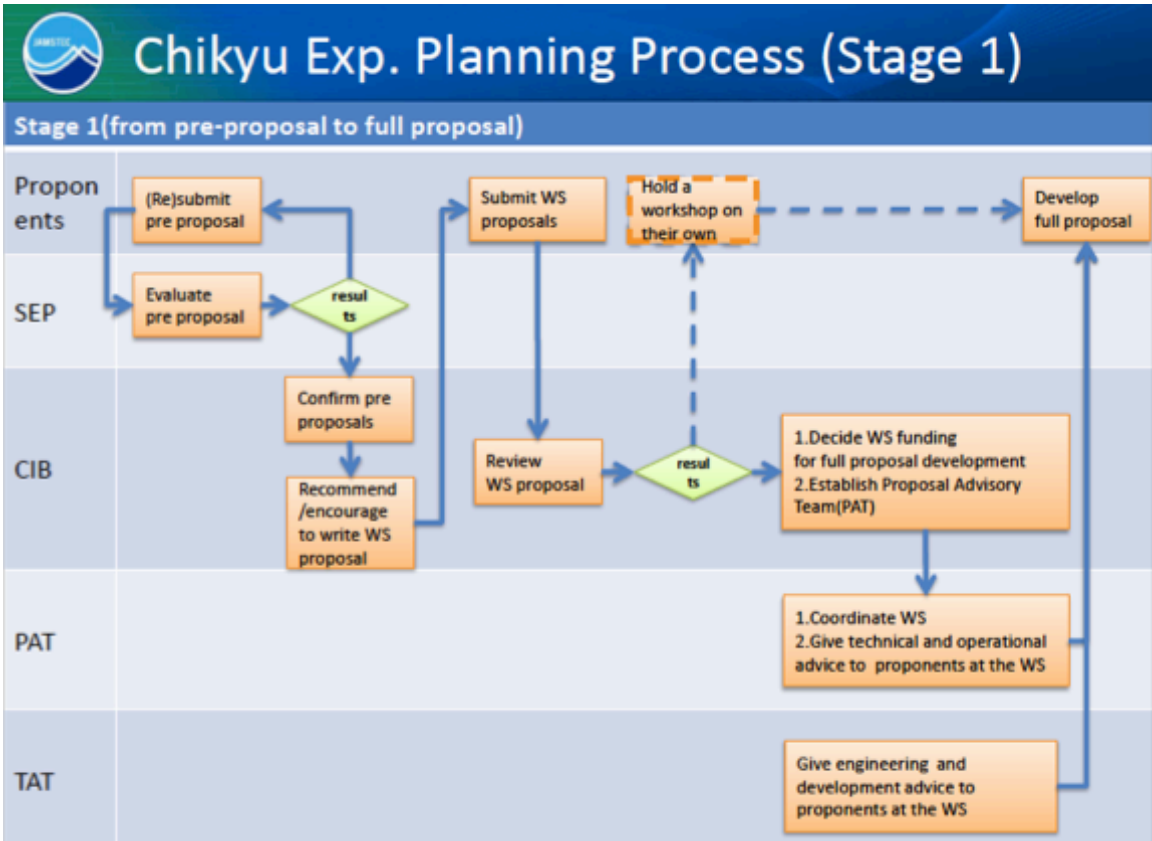 JAMSTEC
Chikyu Exp. Planning Process (Stage 1)
Stage 1(from pre-proposal to full proposal)
Propon
ents
(Re)submit
pre proposal
Submit WS
proposals
Hold a
workshop on
their own
Develop
full proposal
SEP
Evaluate
pre proposal
resul
ts
CIB
Confirm pre
proposals
Recommend
/encourage
to write WS
proposal
Review
WS proposal
resul
ts
1.Decide WS funding
for full proposal development
2.Establish Proposal Advisory
Team(PAT)
PAT
1.Coordinate WS
2.Give technical and operational
advice to proponents at the WS
TAT
Give engineering and
development advice to
proponents at the WS